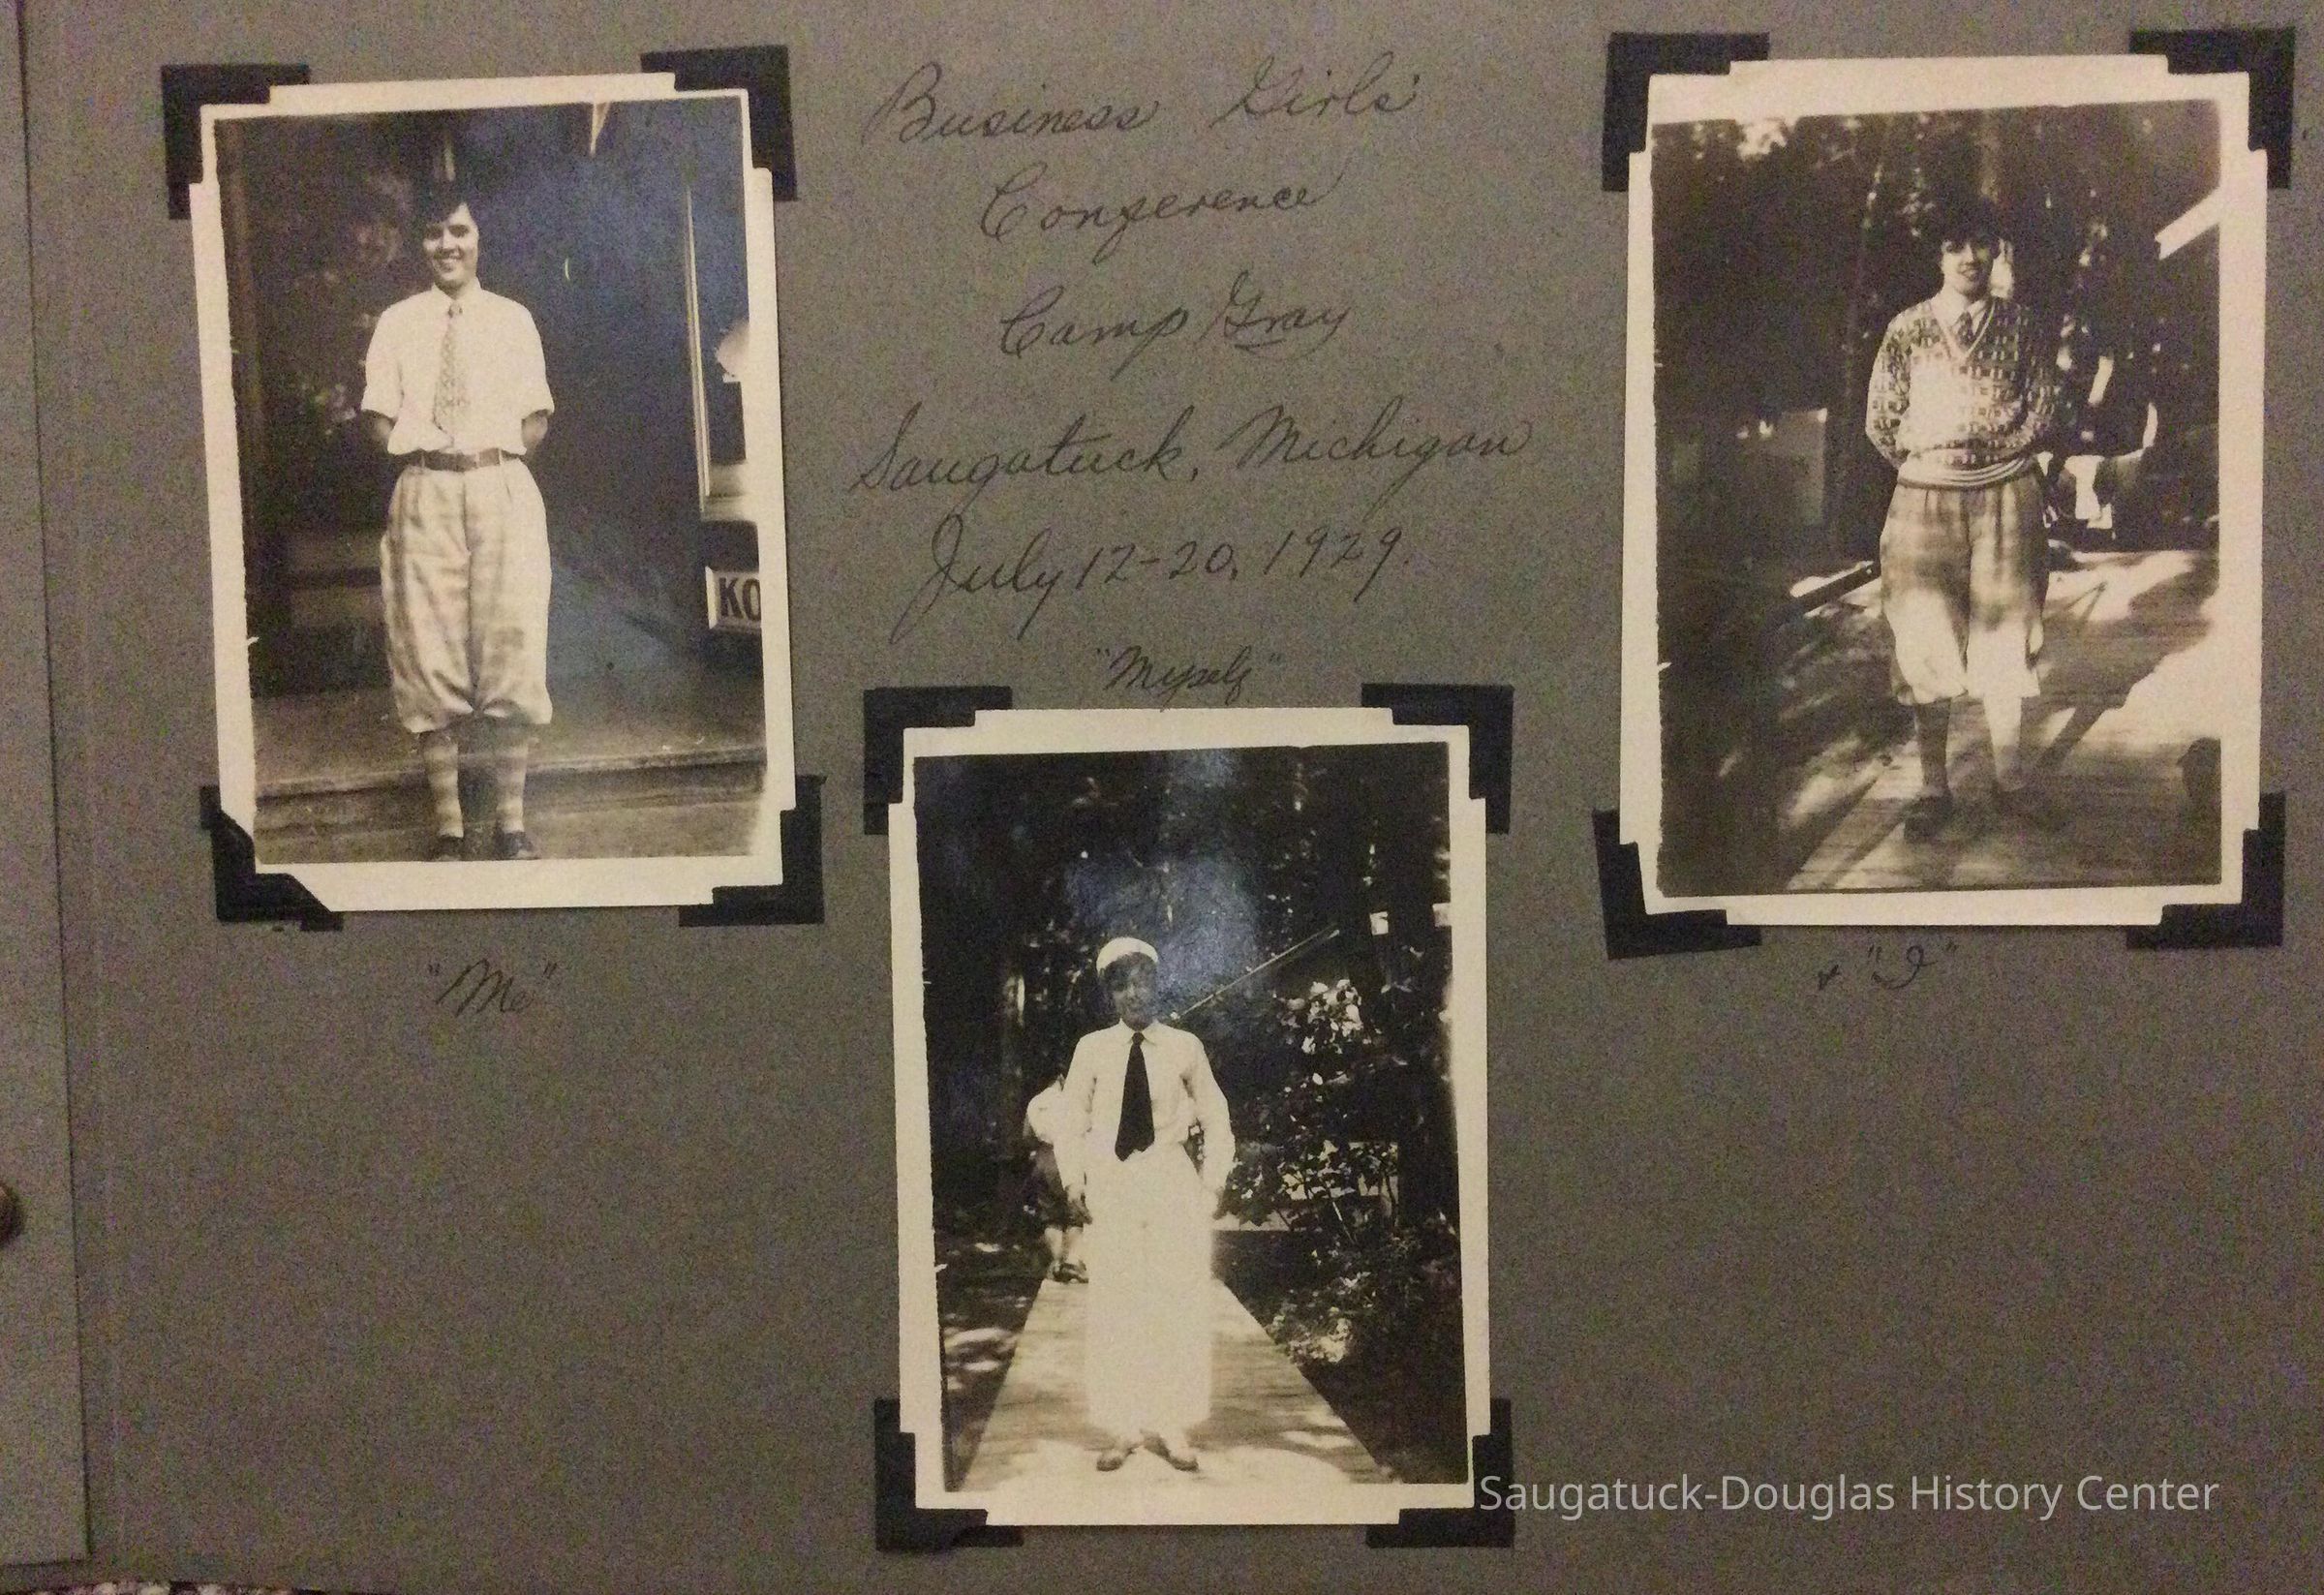 Business Girls'
Conference
Camp Gray
Saugatuck, Michigan
July 12-20, 1929.
"Myself"
KO
"Me"
& "I"
Saugatuck-Douglas History Center